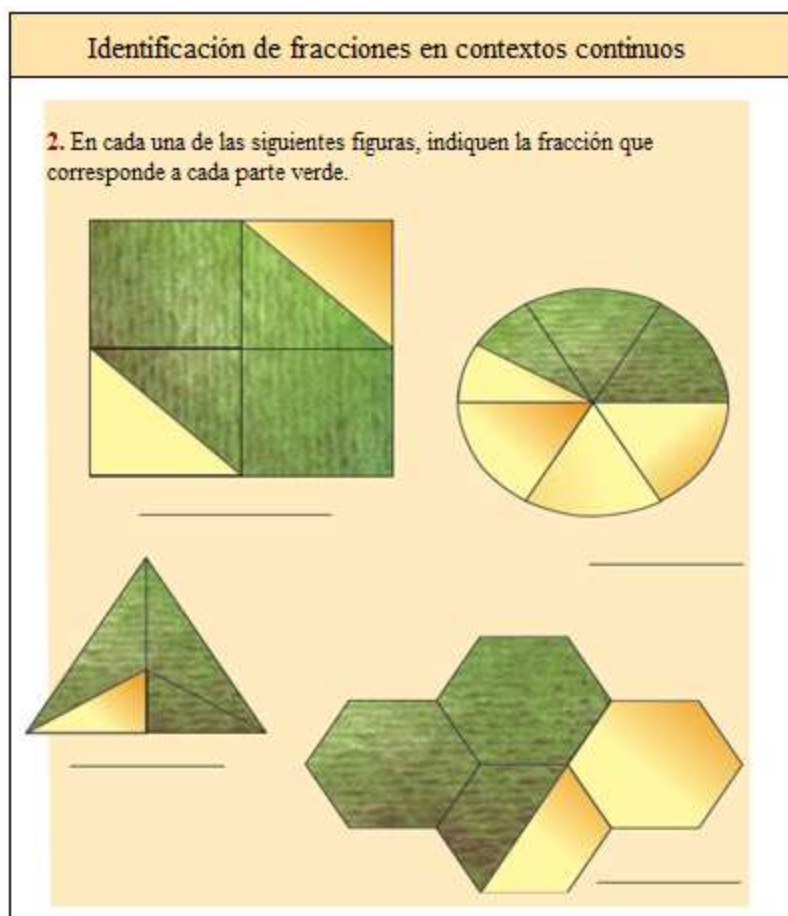 Identificación de fracciones en contextos continuos
2. En cada una de las siguientes figuras, indiquen la fracción que
corresponde a cada parte verde.